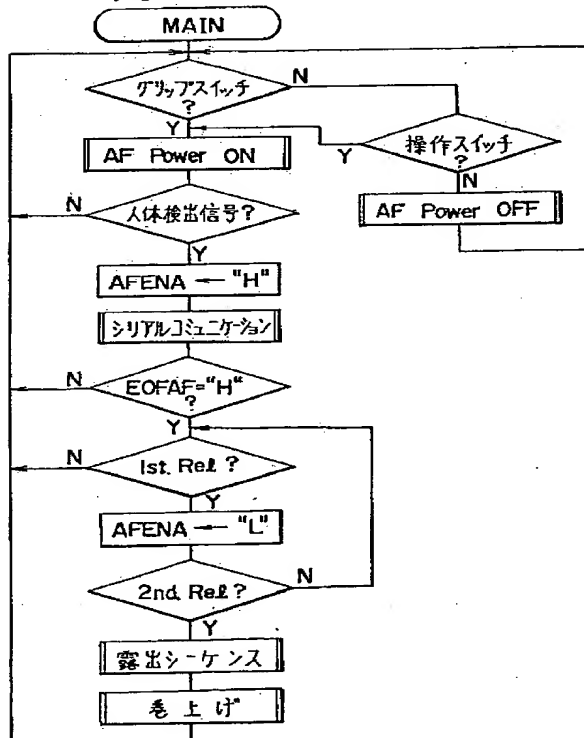 MAIN
グリップスイッチ
?
N
Y
操作スイッチ
?
Y
N
AF Power ON
AF Power OFF
人体検出信号?
N
Y
AFENA ← "H"
シリアルコミュニケーション
EOFAF="H"
?
N
Y
1st. Rel ?
N
Y
AFENA ← "L"
2nd. Rel ?
N
Y
露出シーケンス
巻上げ